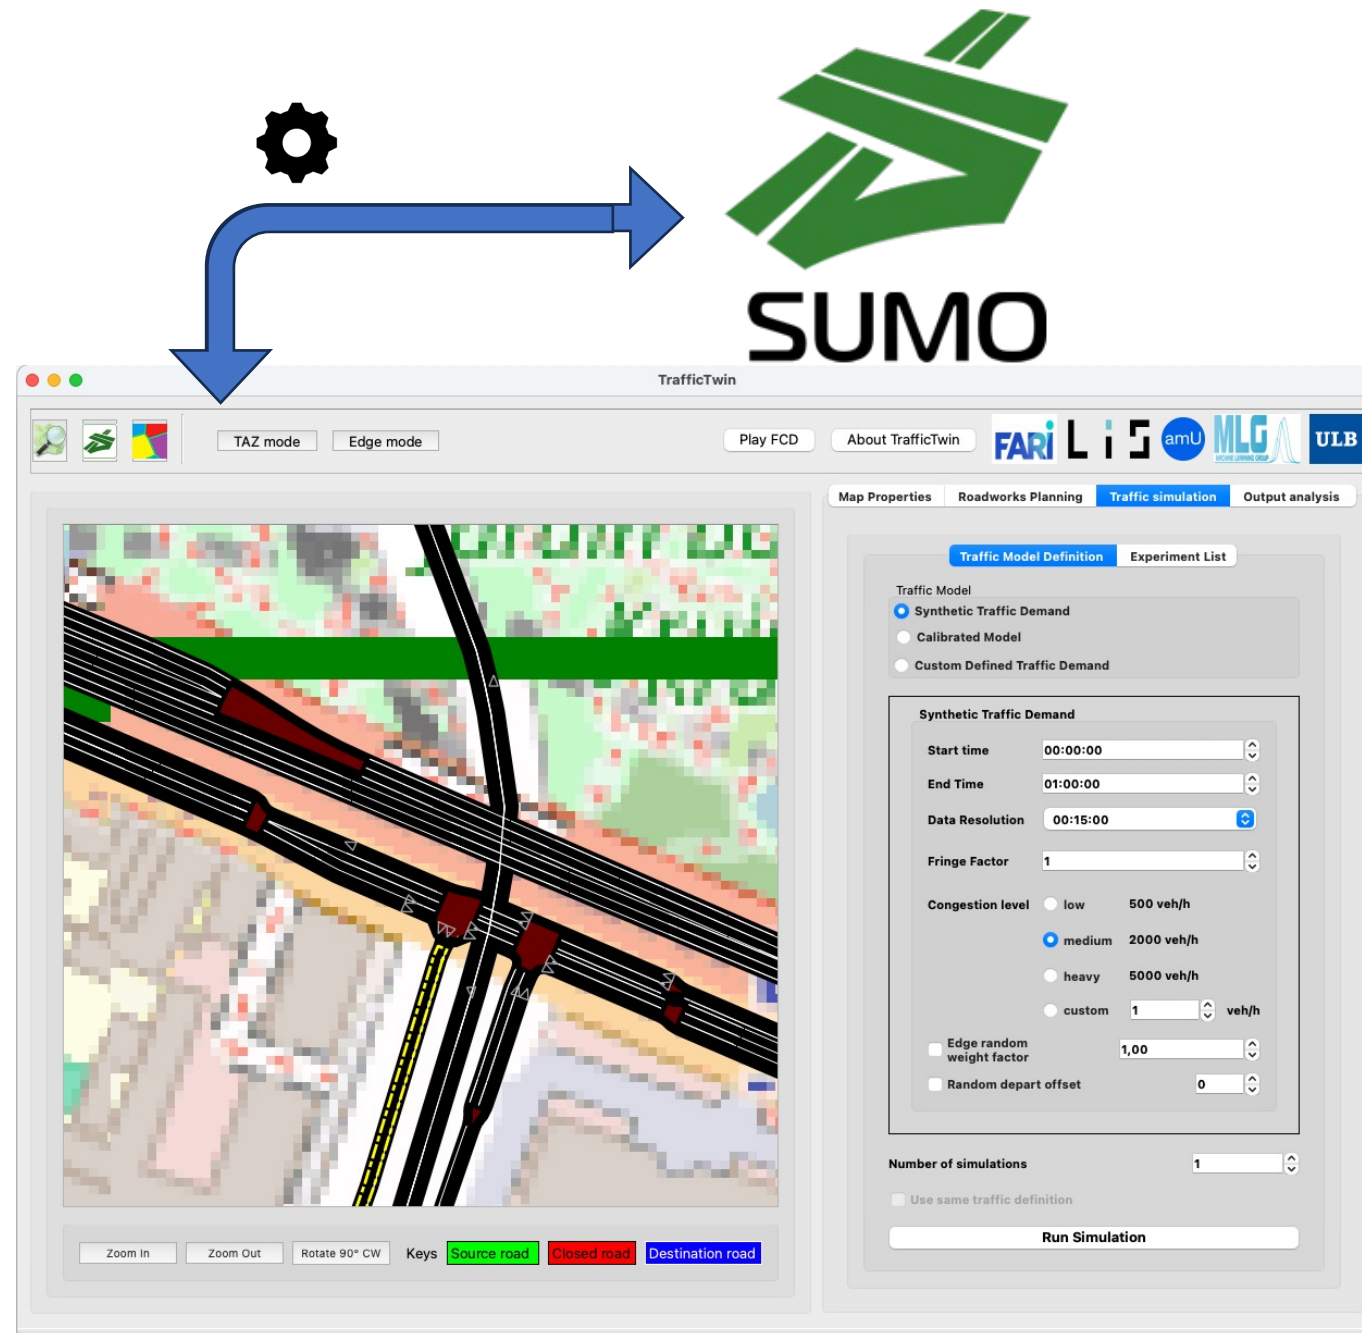 SUMO
TrafficTwin
TAZ mode
Edge mode
Play FCD
About TrafficTwin
FARi
LiS
amU
MLG
MACHINE LEARNING GROUP
ULB
Map Properties
Roadworks Planning
Traffic simulation
Output analysis
Traffic Model Definition
Experiment List
Traffic Model
Synthetic Traffic Demand
Calibrated Model
Custom Defined Traffic Demand
Synthetic Traffic Demand
Start time 00:00:00
End Time 01:00:00
Data Resolution 00:15:00
Fringe Factor 1
Congestion level low 500 veh/h
medium 2000 veh/h
heavy 5000 veh/h
custom 1 veh/h
Edge random
weight factor 1,00
Random depart offset 0
Number of simulations 1
Use same traffic definition
Run Simulation
Zoom In
Zoom Out
Rotate 90° CW
Keys
Source road
Closed road
Destination road